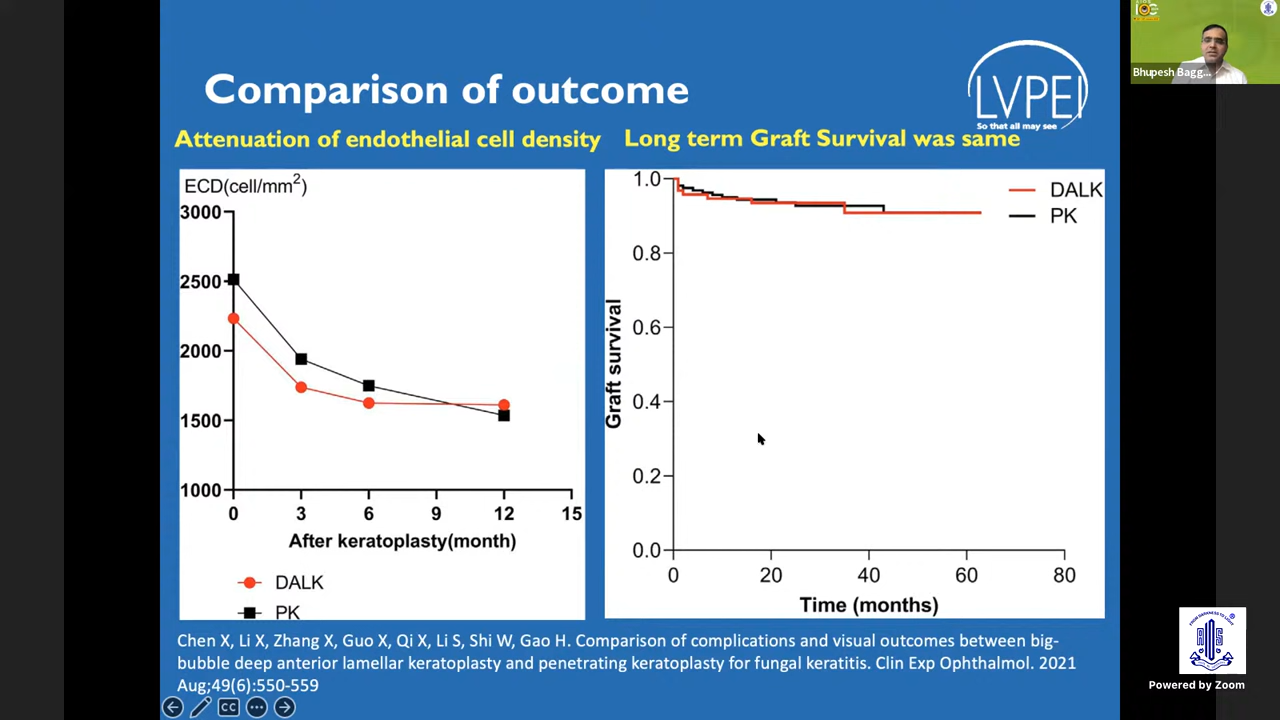 Comparison of outcome
LVPEI
So that all may see
Attenuation of endothelial cell density
Long term Graft Survival was same
ECD(cell/mm²)
3000
2500
2000
1500
1000
0 3 6 9 12 15
After keratoplasty(month)
DALK
PK
1.0
0.8
0.6
0.4
0.2
0.0
Graft survival
0 20 40 60 80
Time (months)
DALK
PK
Chen X, Li X, Zhang X, Guo X, Qi X, Li S, Shi W, Gao H. Comparison of complications and visual outcomes between big-
bubble deep anterior lamellar keratoplasty and penetrating keratoplasty for fungal keratitis. Clin Exp Ophthalmol. 2021
Aug;49(6):550-559
CC
Bhupesh Bagg...
Powered by Zoom